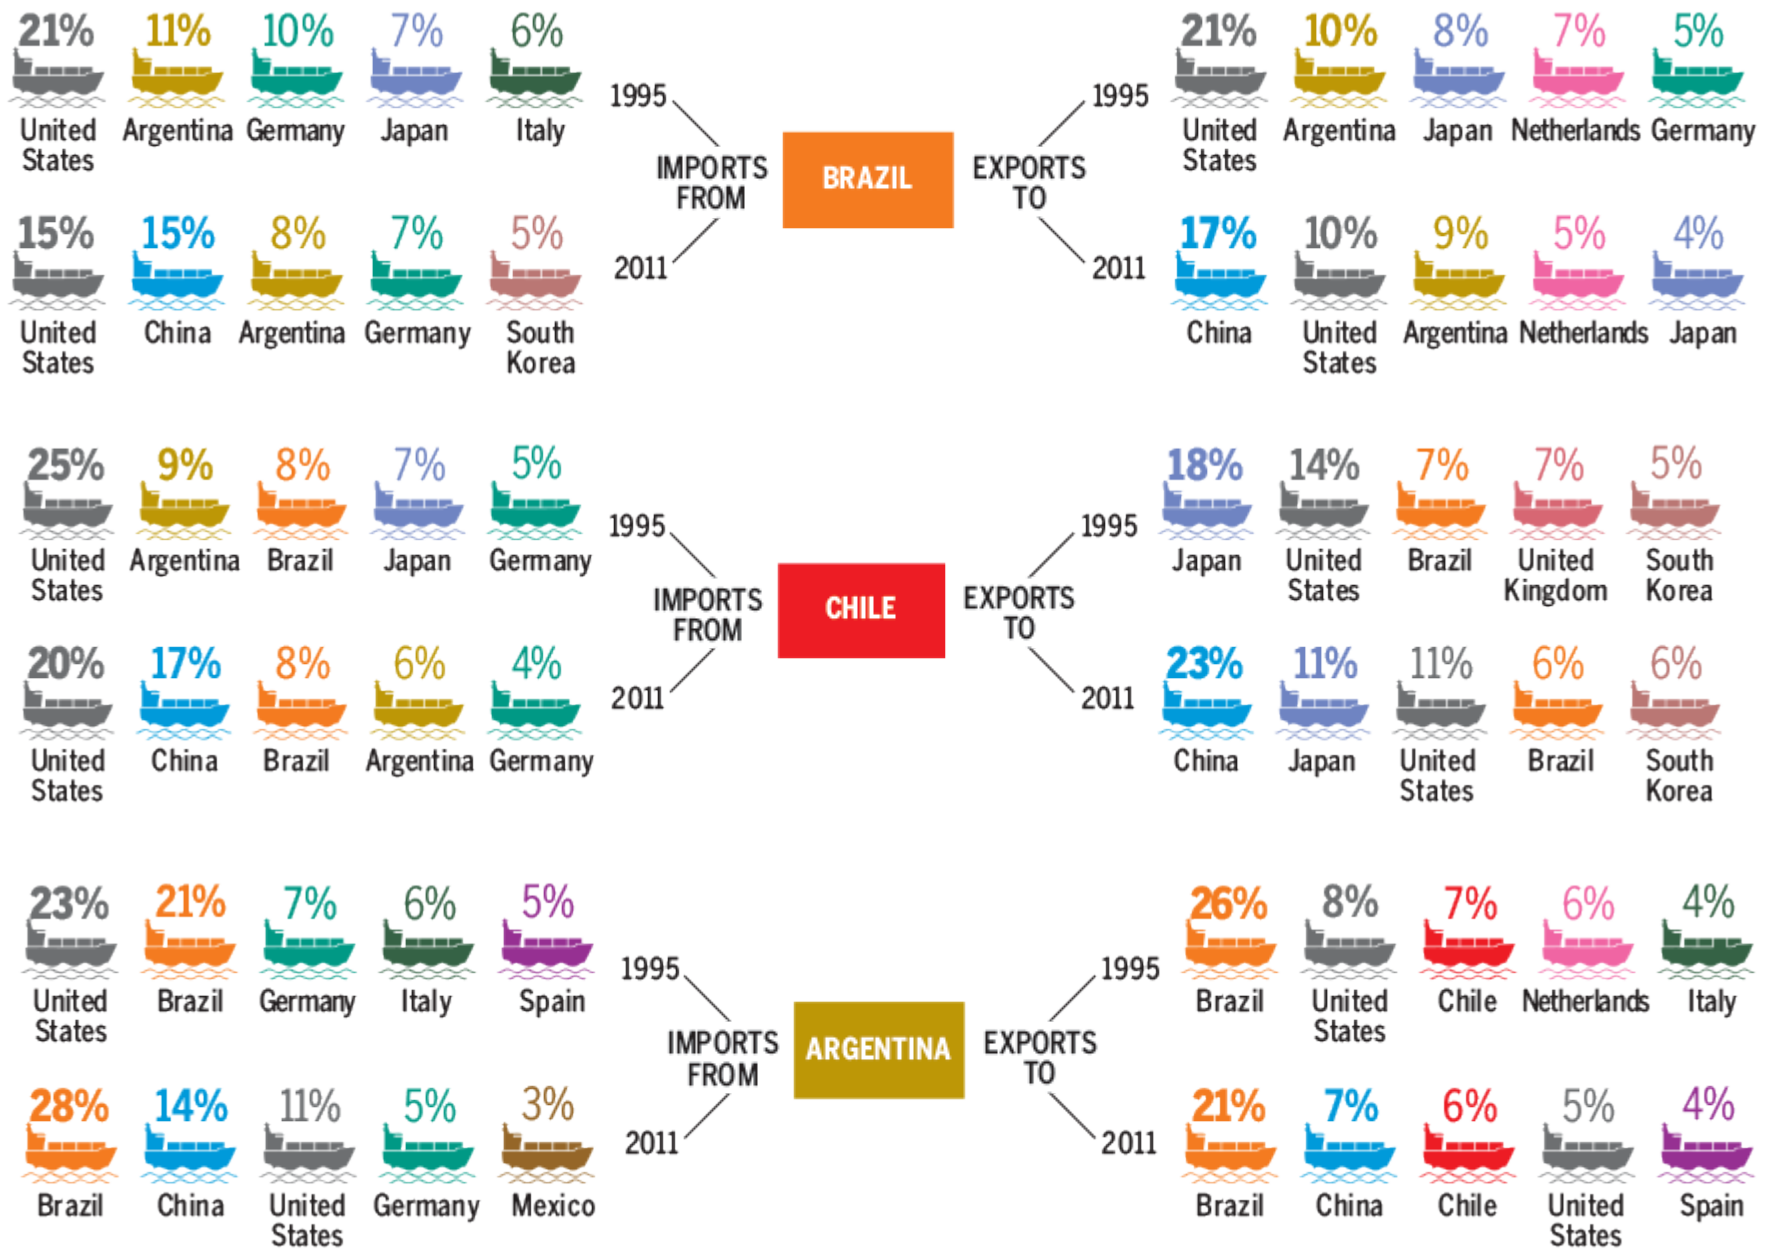 21% 11% 10% 7% 6%
United States Argentina Germany Japan Italy
1995
15% 15% 8% 7% 5%
United States China Argentina Germany South Korea
2011
IMPORTS
FROM
BRAZIL
EXPORTS
TO
1995
21% 10% 8% 7% 5%
United States Argentina Japan Netherlands Germany
2011
17% 10% 9% 5% 4%
China United States Argentina Netherlands Japan
25% 9% 8% 7% 5%
United States Argentina Brazil Japan Germany
1995
20% 17% 8% 6% 4%
United States China Brazil Argentina Germany
2011
IMPORTS
FROM
CHILE
EXPORTS
TO
1995
18% 14% 7% 7% 5%
Japan United States Brazil United Kingdom South Korea
2011
23% 11% 11% 6% 6%
China Japan United States Brazil South Korea
23% 21% 7% 6% 5%
United States Brazil Germany Italy Spain
1995
28% 14% 11% 5% 3%
Brazil China United States Germany Mexico
2011
IMPORTS
FROM
ARGENTINA
EXPORTS
TO
1995
26% 8% 7% 6% 4%
Brazil United States Chile Netherlands Italy
2011
21% 7% 6% 5% 4%
Brazil China Chile United States Spain